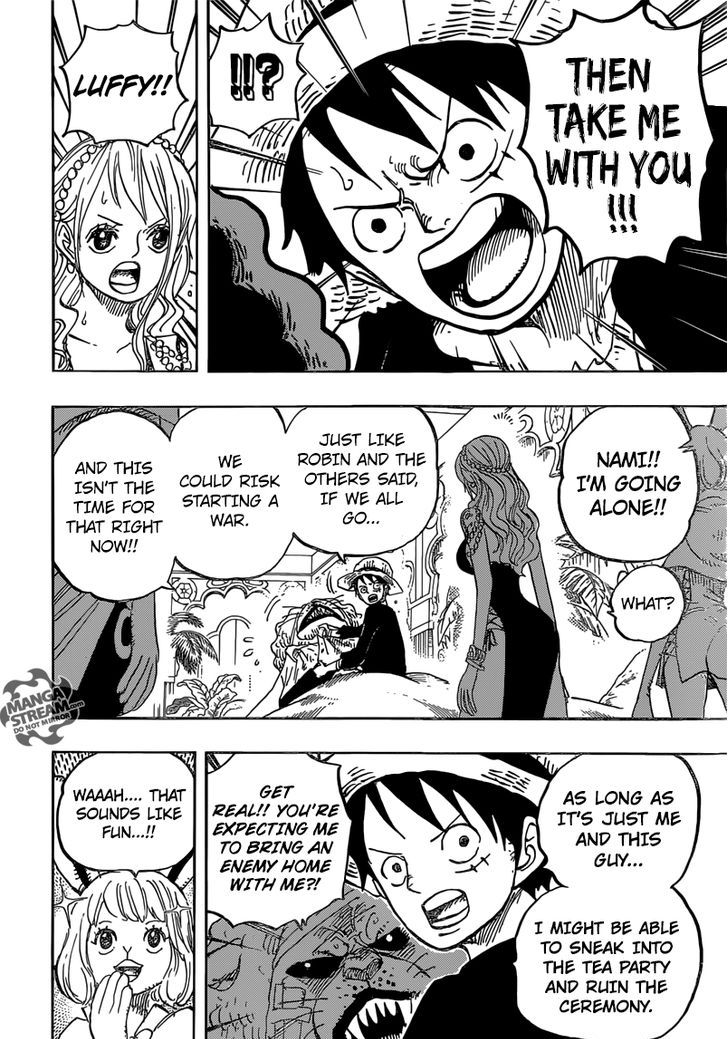 THEN
TAKE ME
WITH YOU
!!!
!!?
LUFFY!!
NAMI!!
I'M GOING
ALONE!!
WHAT?
JUST LIKE
ROBIN AND THE
OTHERS SAID,
IF WE ALL
GO...
WE
COULD RISK
STARTING A
WAR.
AND THIS
ISN'T THE
TIME FOR
THAT RIGHT
NOW!!
MANGA
STREAM.COM
DO NOT MIRROR
AS LONG AS
IT'S JUST ME
AND THIS
GUY...
I MIGHT BE ABLE
TO SNEAK INTO
THE TEA PARTY
AND RUIN THE
CEREMONY.
GET
REAL!! YOU'RE
EXPECTING ME
TO BRING AN
ENEMY HOME
WITH ME?!
WAAAH.... THAT
SOUNDS LIKE
FUN...!!